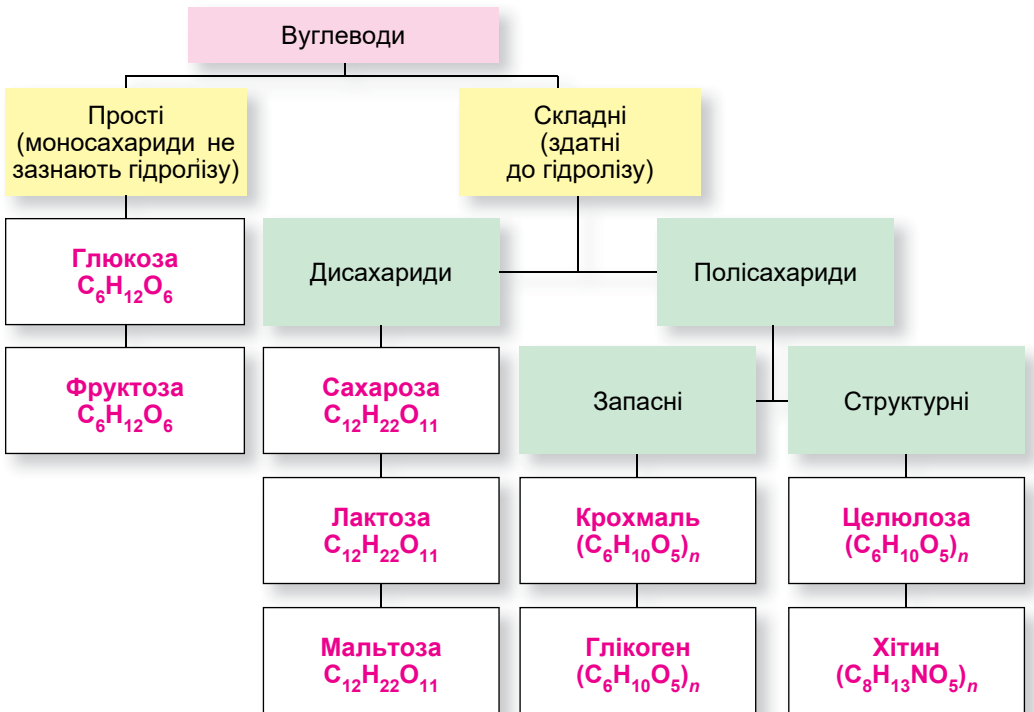 Вуглеводи
Прості
(моносахариди не
зазнають гідролізу)
Складні
(здатні
до гідролізу)
Глюкоза
C₆H₁₂O₆
Дисахариди
Полісахариди
Фруктоза
C₆H₁₂O₆
Сахароза
C₁₂H₂₂O₁₁
Запасні
Структурні
Лактоза
C₁₂H₂₂O₁₁
Крохмаль
(C₆H₁₀O₅)ₙ
Целюлоза
(C₆H₁₀O₅)ₙ
Мальтоза
C₁₂H₂₂O₁₁
Глікоген
(C₆H₁₀O₅)ₙ
Хітин
(C₈H₁₃NO₅)ₙ